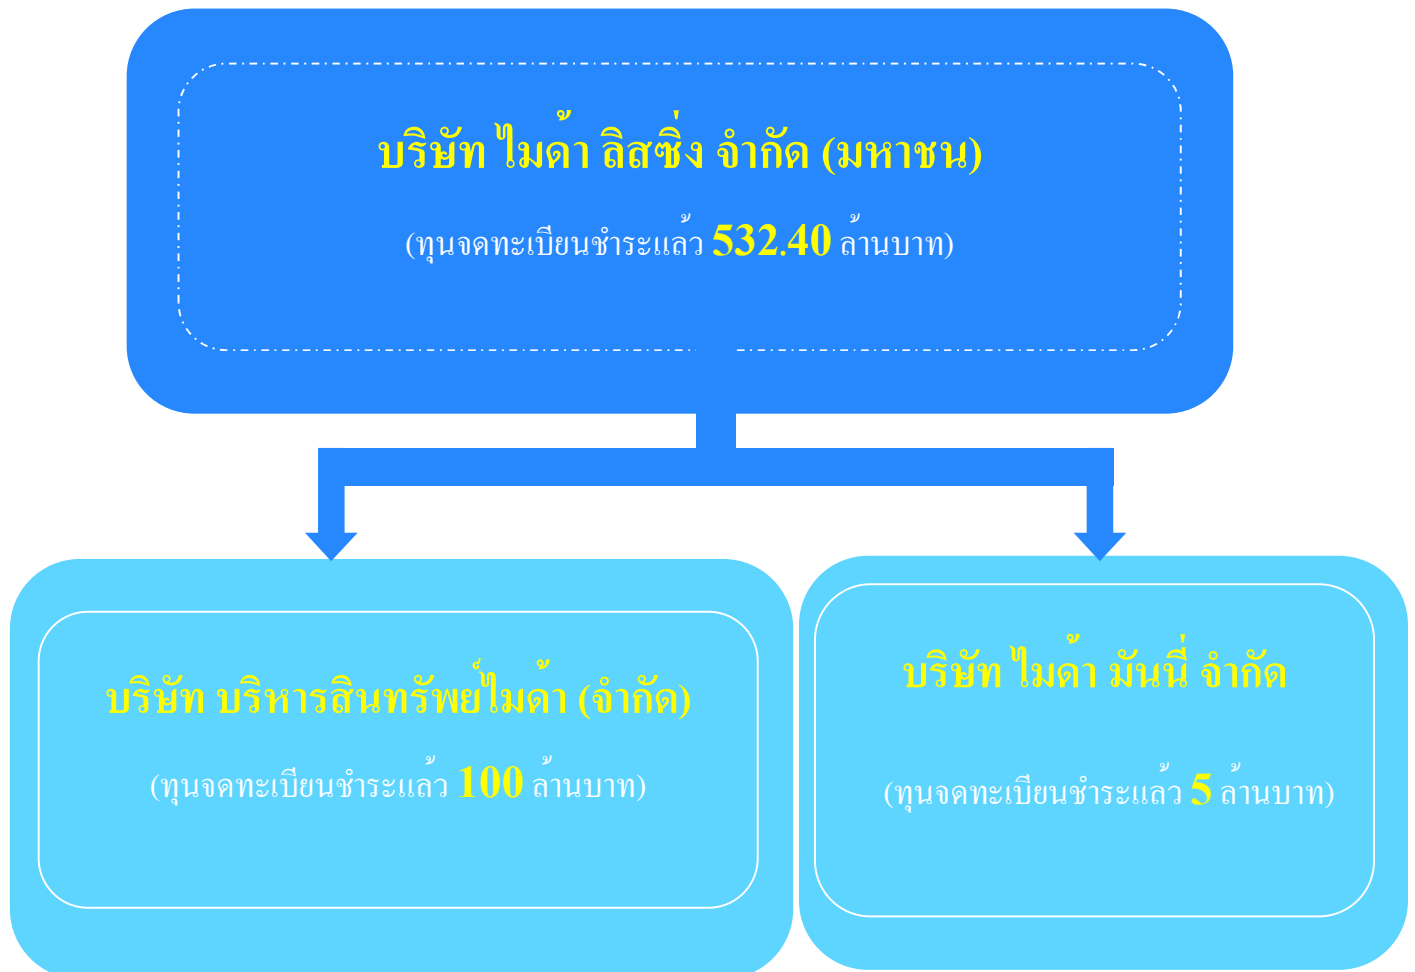 บริษัท ไมด้า ลิสซิ่ง จำกัด (มหาชน)
(ทุนจดทะเบียนชำระแล้ว 532.40 ล้านบาท)
บริษัท บริหารสินทรัพย์ไมด้า (จำกัด)
(ทุนจดทะเบียนชำระแล้ว 100 ล้านบาท)
บริษัท ไมด้า มันนี่ จำกัด
(ทุนจดทะเบียนชำระแล้ว 5 ล้านบาท)